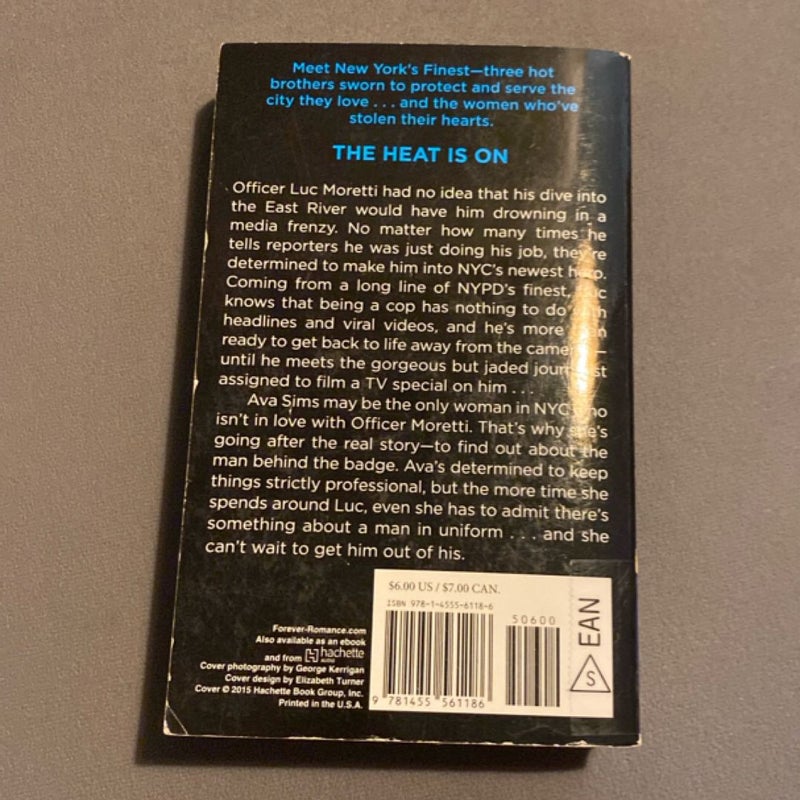 Meet New York's Finest—three hot
brothers sworn to protect and serve the
city they love . . . and the women who've
stolen their hearts.
THE HEAT IS ON
Officer Luc Moretti had no idea that his dive into
the East River would have him drowning in a
media frenzy. No matter how many times he
tells reporters he was just doing his job, they're
determined to make him into NYC's newest hero.
Coming from a long line of NYPD's finest, Luc
knows that being a cop has nothing to do with
headlines and viral videos, and he's more than
ready to get back to life away from the
until he meets the gorgeous but jaded journalist
assigned to film a TV special on him . . .
Ava Sims may be the only woman in NYC who
isn't in love with Officer Moretti. That's why she's
going after the real story—to find out about the
man behind the badge. Ava's determined to keep
things strictly professional, but the more time she
spends around Luc, even she has to admit there's
something about a man in uniform . . . and she
can't wait to get him out of his.
$6.00 US / $7.00 CAN.
ISBN 978-1-4555-6118-6
50600
EAN
S
9 781455 561186
Forever-Romance.com
Also available as an ebook
and from hachette AUDIO
Cover photography by George Kerrigan
Cover design by Elizabeth Turner
Cover © 2015 Hachette Book Group, Inc.
Printed in the U.S.A.